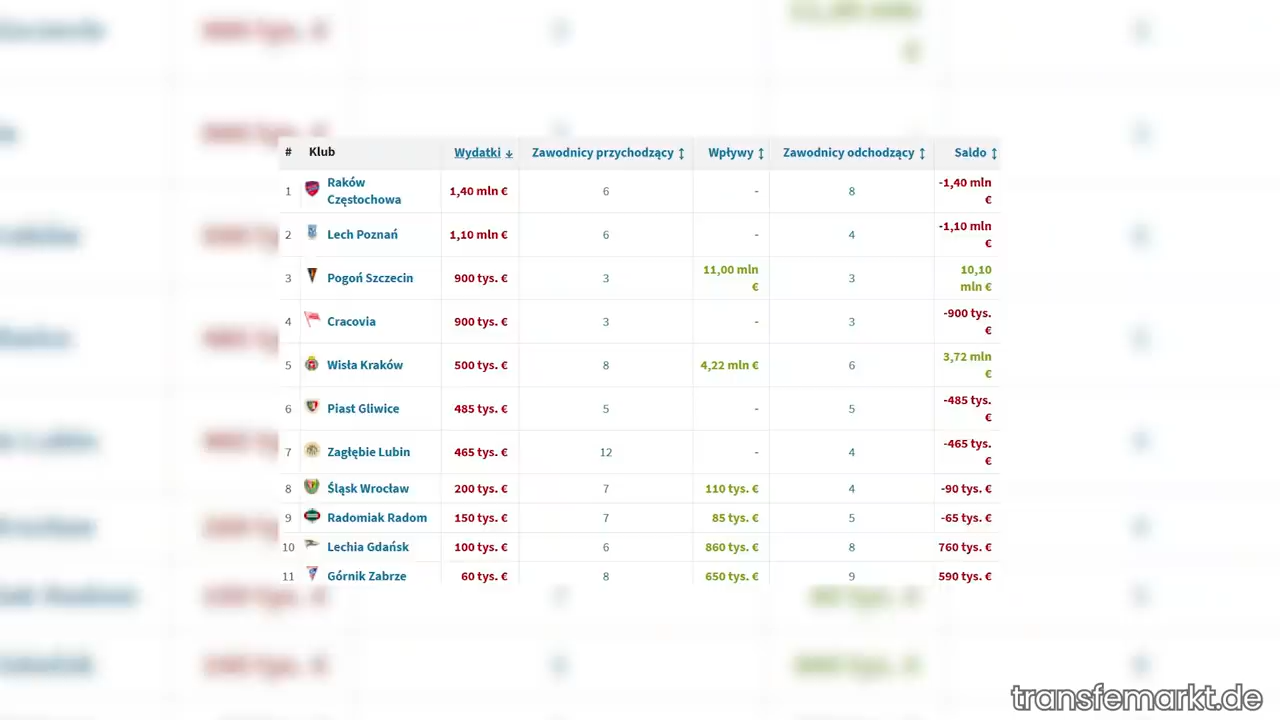 # Klub Wydatki ↓ Zawodnicy przychodzący ↕ Wpływy ↕ Zawodnicy odchodzący ↕ Saldo ↕
1 Raków Częstochowa 1,40 mln € 6 - 8 -1,40 mln €
2 Lech Poznań 1,10 mln € 6 - 4 -1,10 mln €
3 Pogoń Szczecin 900 tys. € 3 11,00 mln € 3 10,10 mln €
4 Cracovia 900 tys. € 3 - 3 -900 tys. €
5 Wisła Kraków 500 tys. € 8 4,22 mln € 6 3,72 mln €
6 Piast Gliwice 485 tys. € 5 - 5 -485 tys. €
7 Zagłębie Lubin 465 tys. € 12 - 4 -465 tys. €
8 Śląsk Wrocław 200 tys. € 7 110 tys. € 4 -90 tys. €
9 Radomiak Radom 150 tys. € 7 85 tys. € 5 -65 tys. €
10 Lechia Gdańsk 100 tys. € 6 860 tys. € 8 760 tys. €
11 Górnik Zabrze 60 tys. € 8 650 tys. € 9 590 tys. €
transfemarkt.de